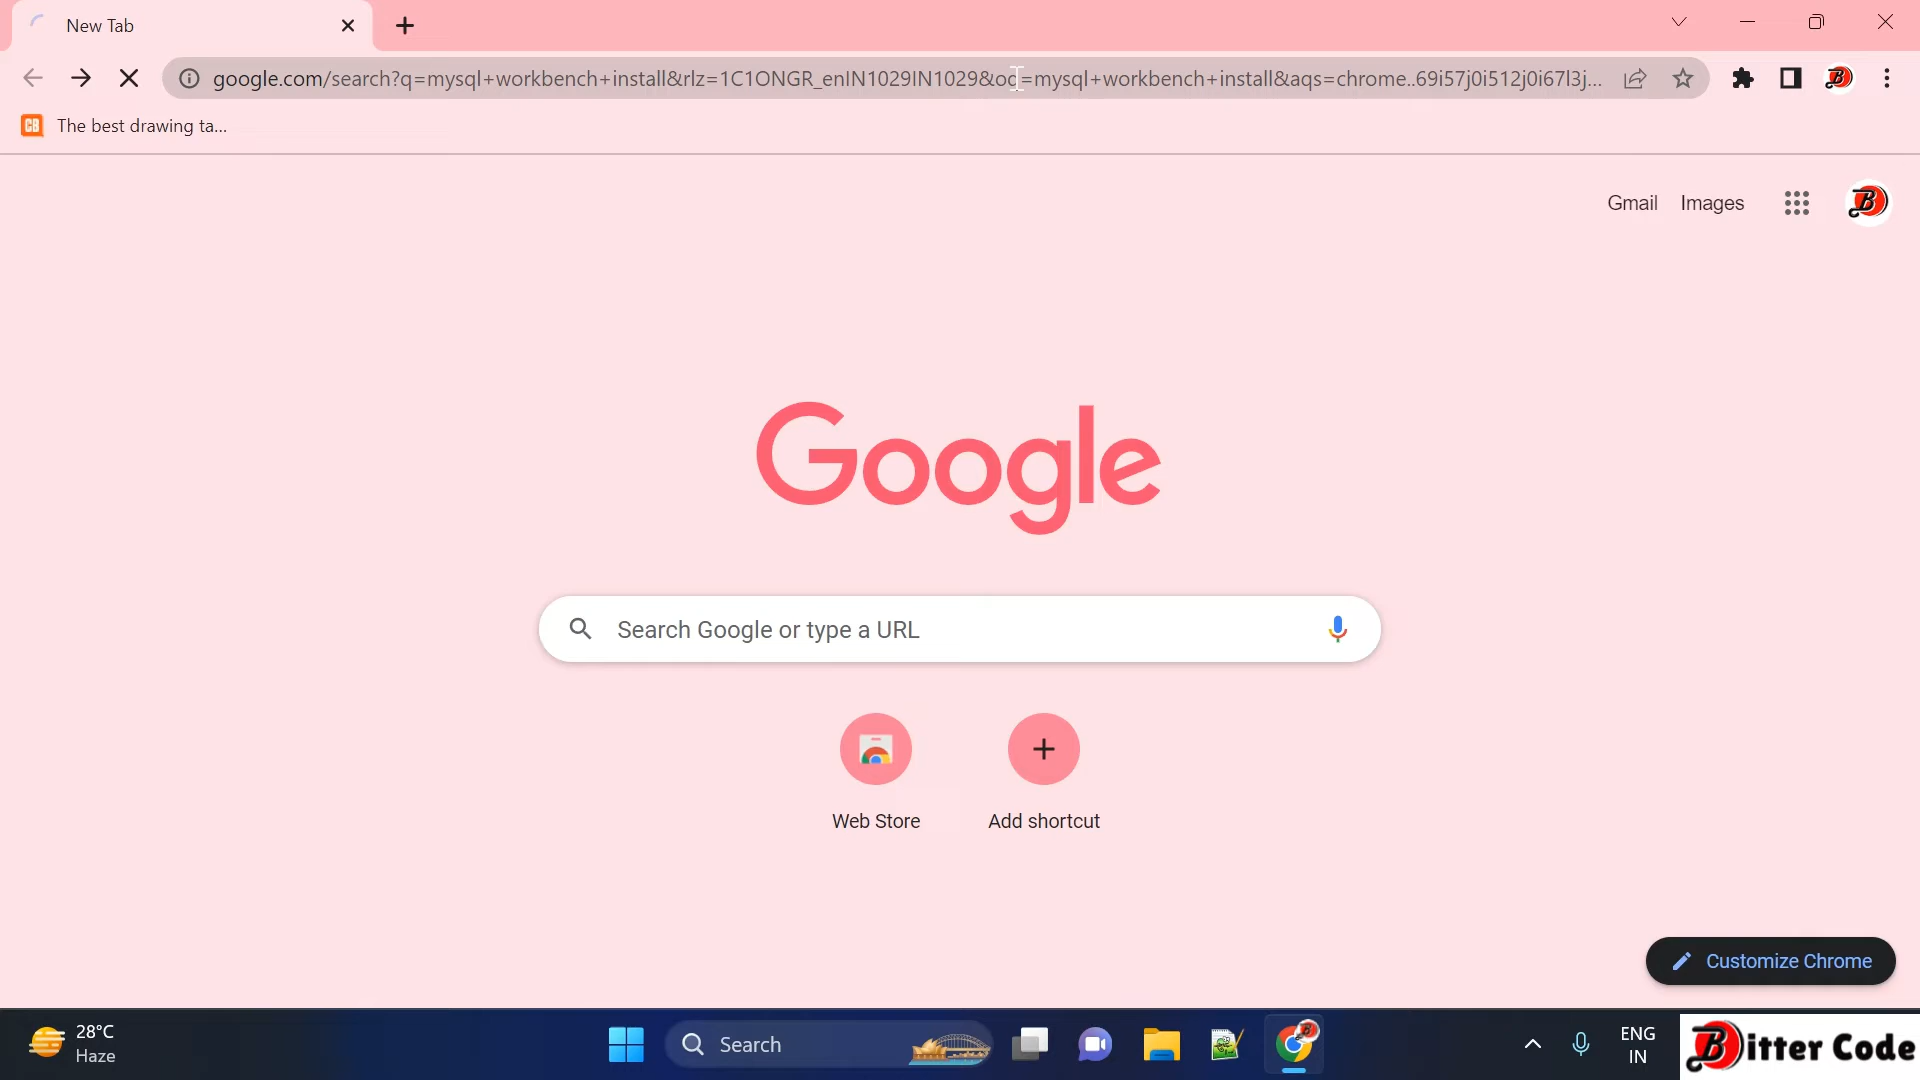 New Tab
google.com/search?q=mysql+workbench+install&rlz=1C1ONGR_enIN1029IN1029&oq=mysql+workbench+install&aqs=chrome..69i57j0i512j0i67l3j...
CB The best drawing ta...
Gmail Images
B
Google
Search Google or type a URL
Web Store
Add shortcut
Customize Chrome
28°C
Haze
Search
ENG
IN
Bitter Code